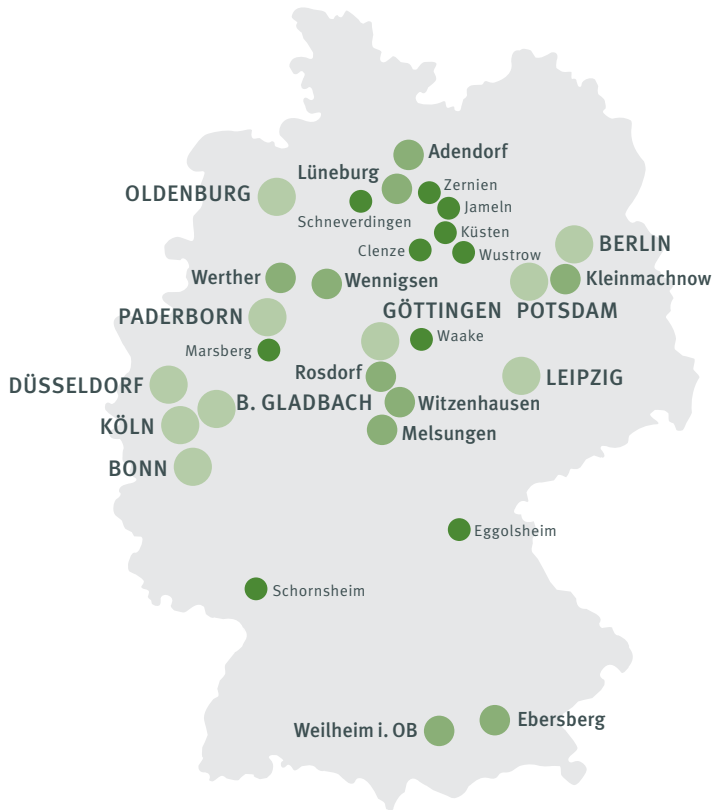 Adendorf
Lüneburg
Zernien
OLDENBURG
Jameln
Schneverdingen
Küsten
BERLIN
Clenze
Wustrow
Werther
Wennigsen
Kleinmachnow
PADERBORN
GÖTTINGEN
POTSDAM
Waake
Marsberg
Rosdorf
LEIPZIG
DÜSSELDORF
B. GLADBACH
Witzenhausen
KÖLN
Melsungen
BONN
Eggolsheim
Schornsheim
Ebersberg
Weilheim i. OB